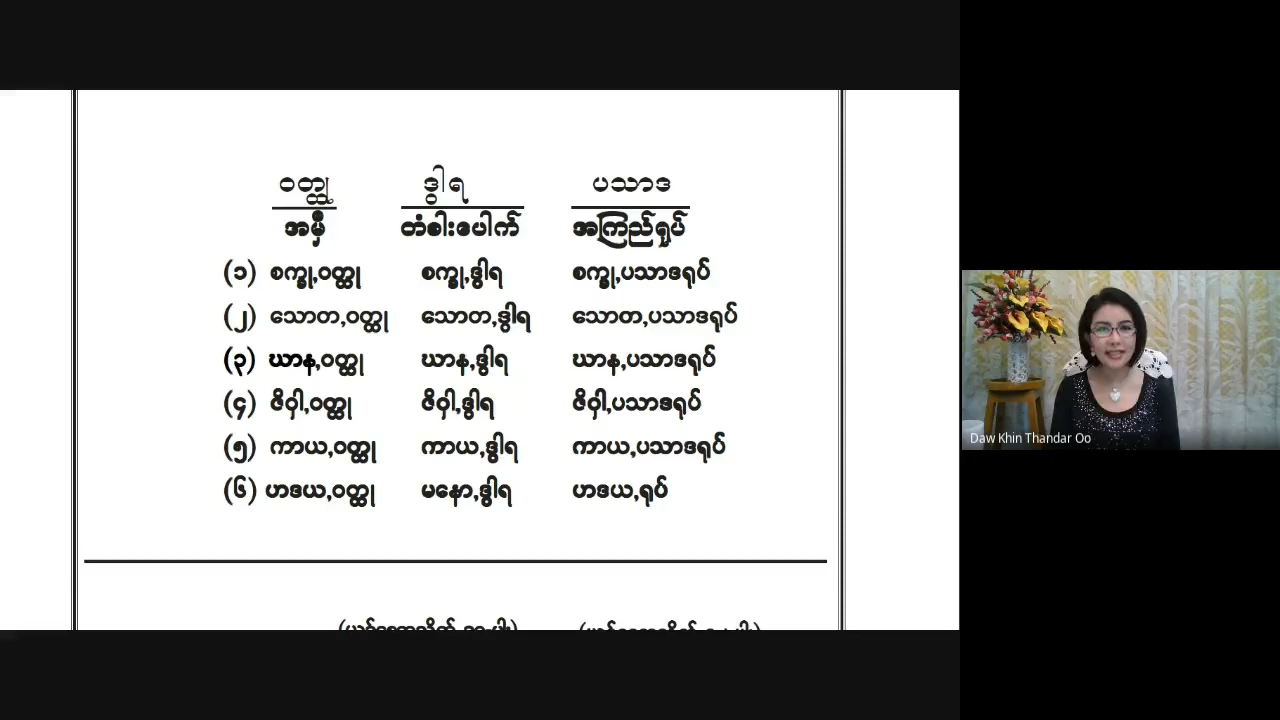 ဝတ္ထု ဒွါရ ပသာဒ
အမှီ တံခါးပေါက် အကြည်ရုပ်
(၁) စက္ခု,ဝတ္ထု စက္ခု,ဒွါရ စက္ခု,ပသာဒရုပ်
(၂) သောတ,ဝတ္ထု သောတ,ဒွါရ သောတ,ပသာဒရုပ်
(၃) ဃာန,ဝတ္ထု ဃာန,ဒွါရ ဃာန,ပသာဒရုပ်
(၄) ဇိဝှါ,ဝတ္ထု ဇိဝှါ,ဒွါရ ဇိဝှါ,ပသာဒရုပ်
(၅) ကာယ,ဝတ္ထု ကာယ,ဒွါရ ကာယ,ပသာဒရုပ်
(၆) ဟဒယ,ဝတ္ထု မနော,ဒွါရ ဟဒယ,ရုပ်
Daw Khin Thandar Oo